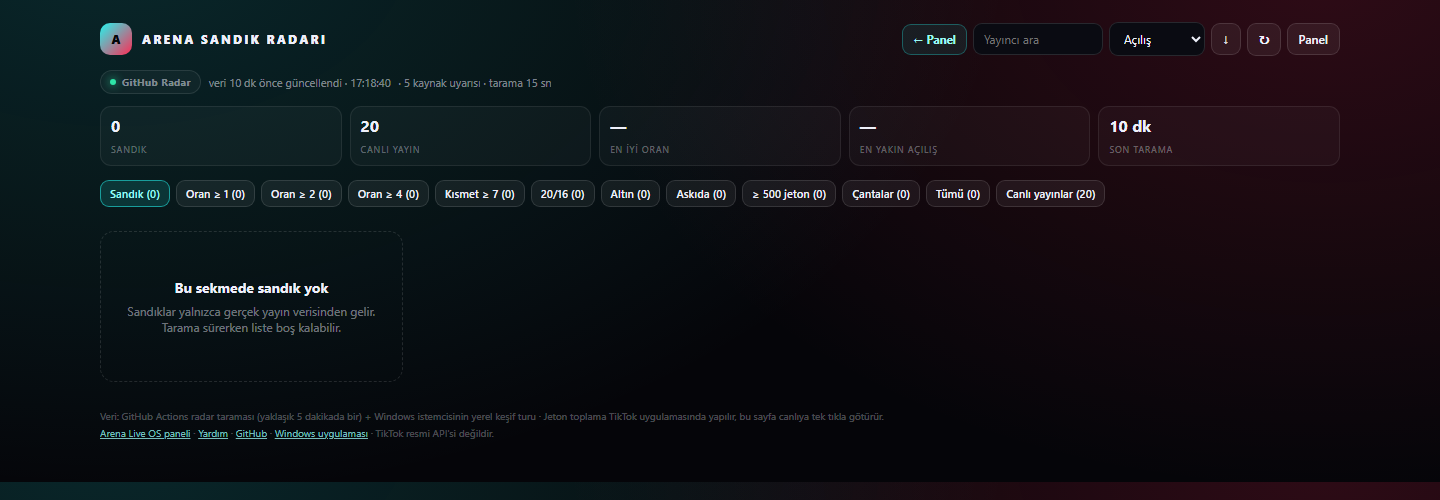 A ARENA SANDIK RADARI ← Panel Yayıncı ara Açılış ↓ ↻ Panel
GitHub Radar veri 10 dk önce güncellendi · 17:18:40 · 5 kaynak uyarısı · tarama 15 sn
0 20 — — 10 dk
SANDIK CANLI YAYIN EN İYİ ORAN EN YAKIN AÇILIŞ SON TARAMA
Sandık (0) Oran ≥ 1 (0) Oran ≥ 2 (0) Oran ≥ 4 (0) Kısmet ≥ 7 (0) 20/16 (0) Altın (0) Askıda (0) ≥ 500 jeton (0) Çantalar (0) Tümü (0) Canlı yayınlar (20)
Bu sekmede sandık yok
Sandıklar yalnızca gerçek yayın verisinden gelir.
Tarama sürerken liste boş kalabilir.
Veri: GitHub Actions radar taraması (yaklaşık 5 dakikada bir) + Windows istemcisinin yerel keşif turu · Jeton toplama TikTok uygulamasında yapılır, bu sayfa canlıya tek tıkla götürür.
Arena Live OS paneli · Yardım · GitHub · Windows uygulaması · TikTok resmi API'si değildir.